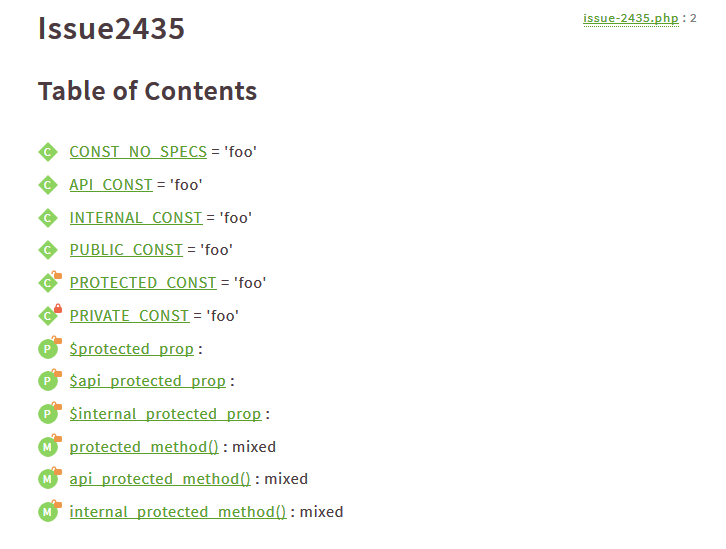 Issue2435
issue-2435.php : 2
Table of Contents
C CONST_NO_SPECS = 'foo'
C API_CONST = 'foo'
C INTERNAL_CONST = 'foo'
C PUBLIC_CONST = 'foo'
C PROTECTED_CONST = 'foo'
C PRIVATE_CONST = 'foo'
P $protected_prop :
P $api_protected_prop :
P $internal_protected_prop :
M protected_method() : mixed
M api_protected_method() : mixed
M internal_protected_method() : mixed